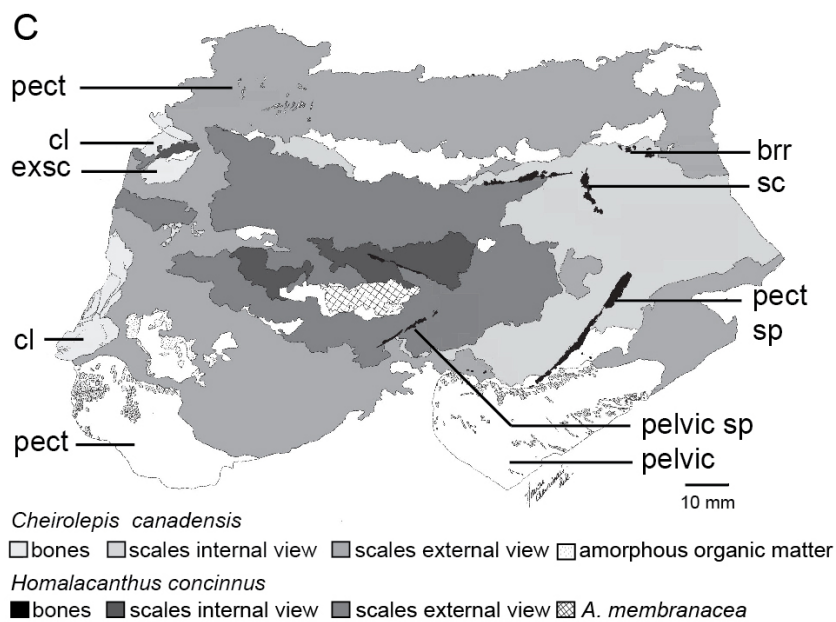 C
pect
cl
exsc
cl
pect
brr
sc
pect
sp
pelvic sp
pelvic
10 mm
Cheirolepis canadensis
bones scales internal view scales external view amorphous organic matter
Homalacanthus concinnus
bones scales internal view scales external view A. membranacea